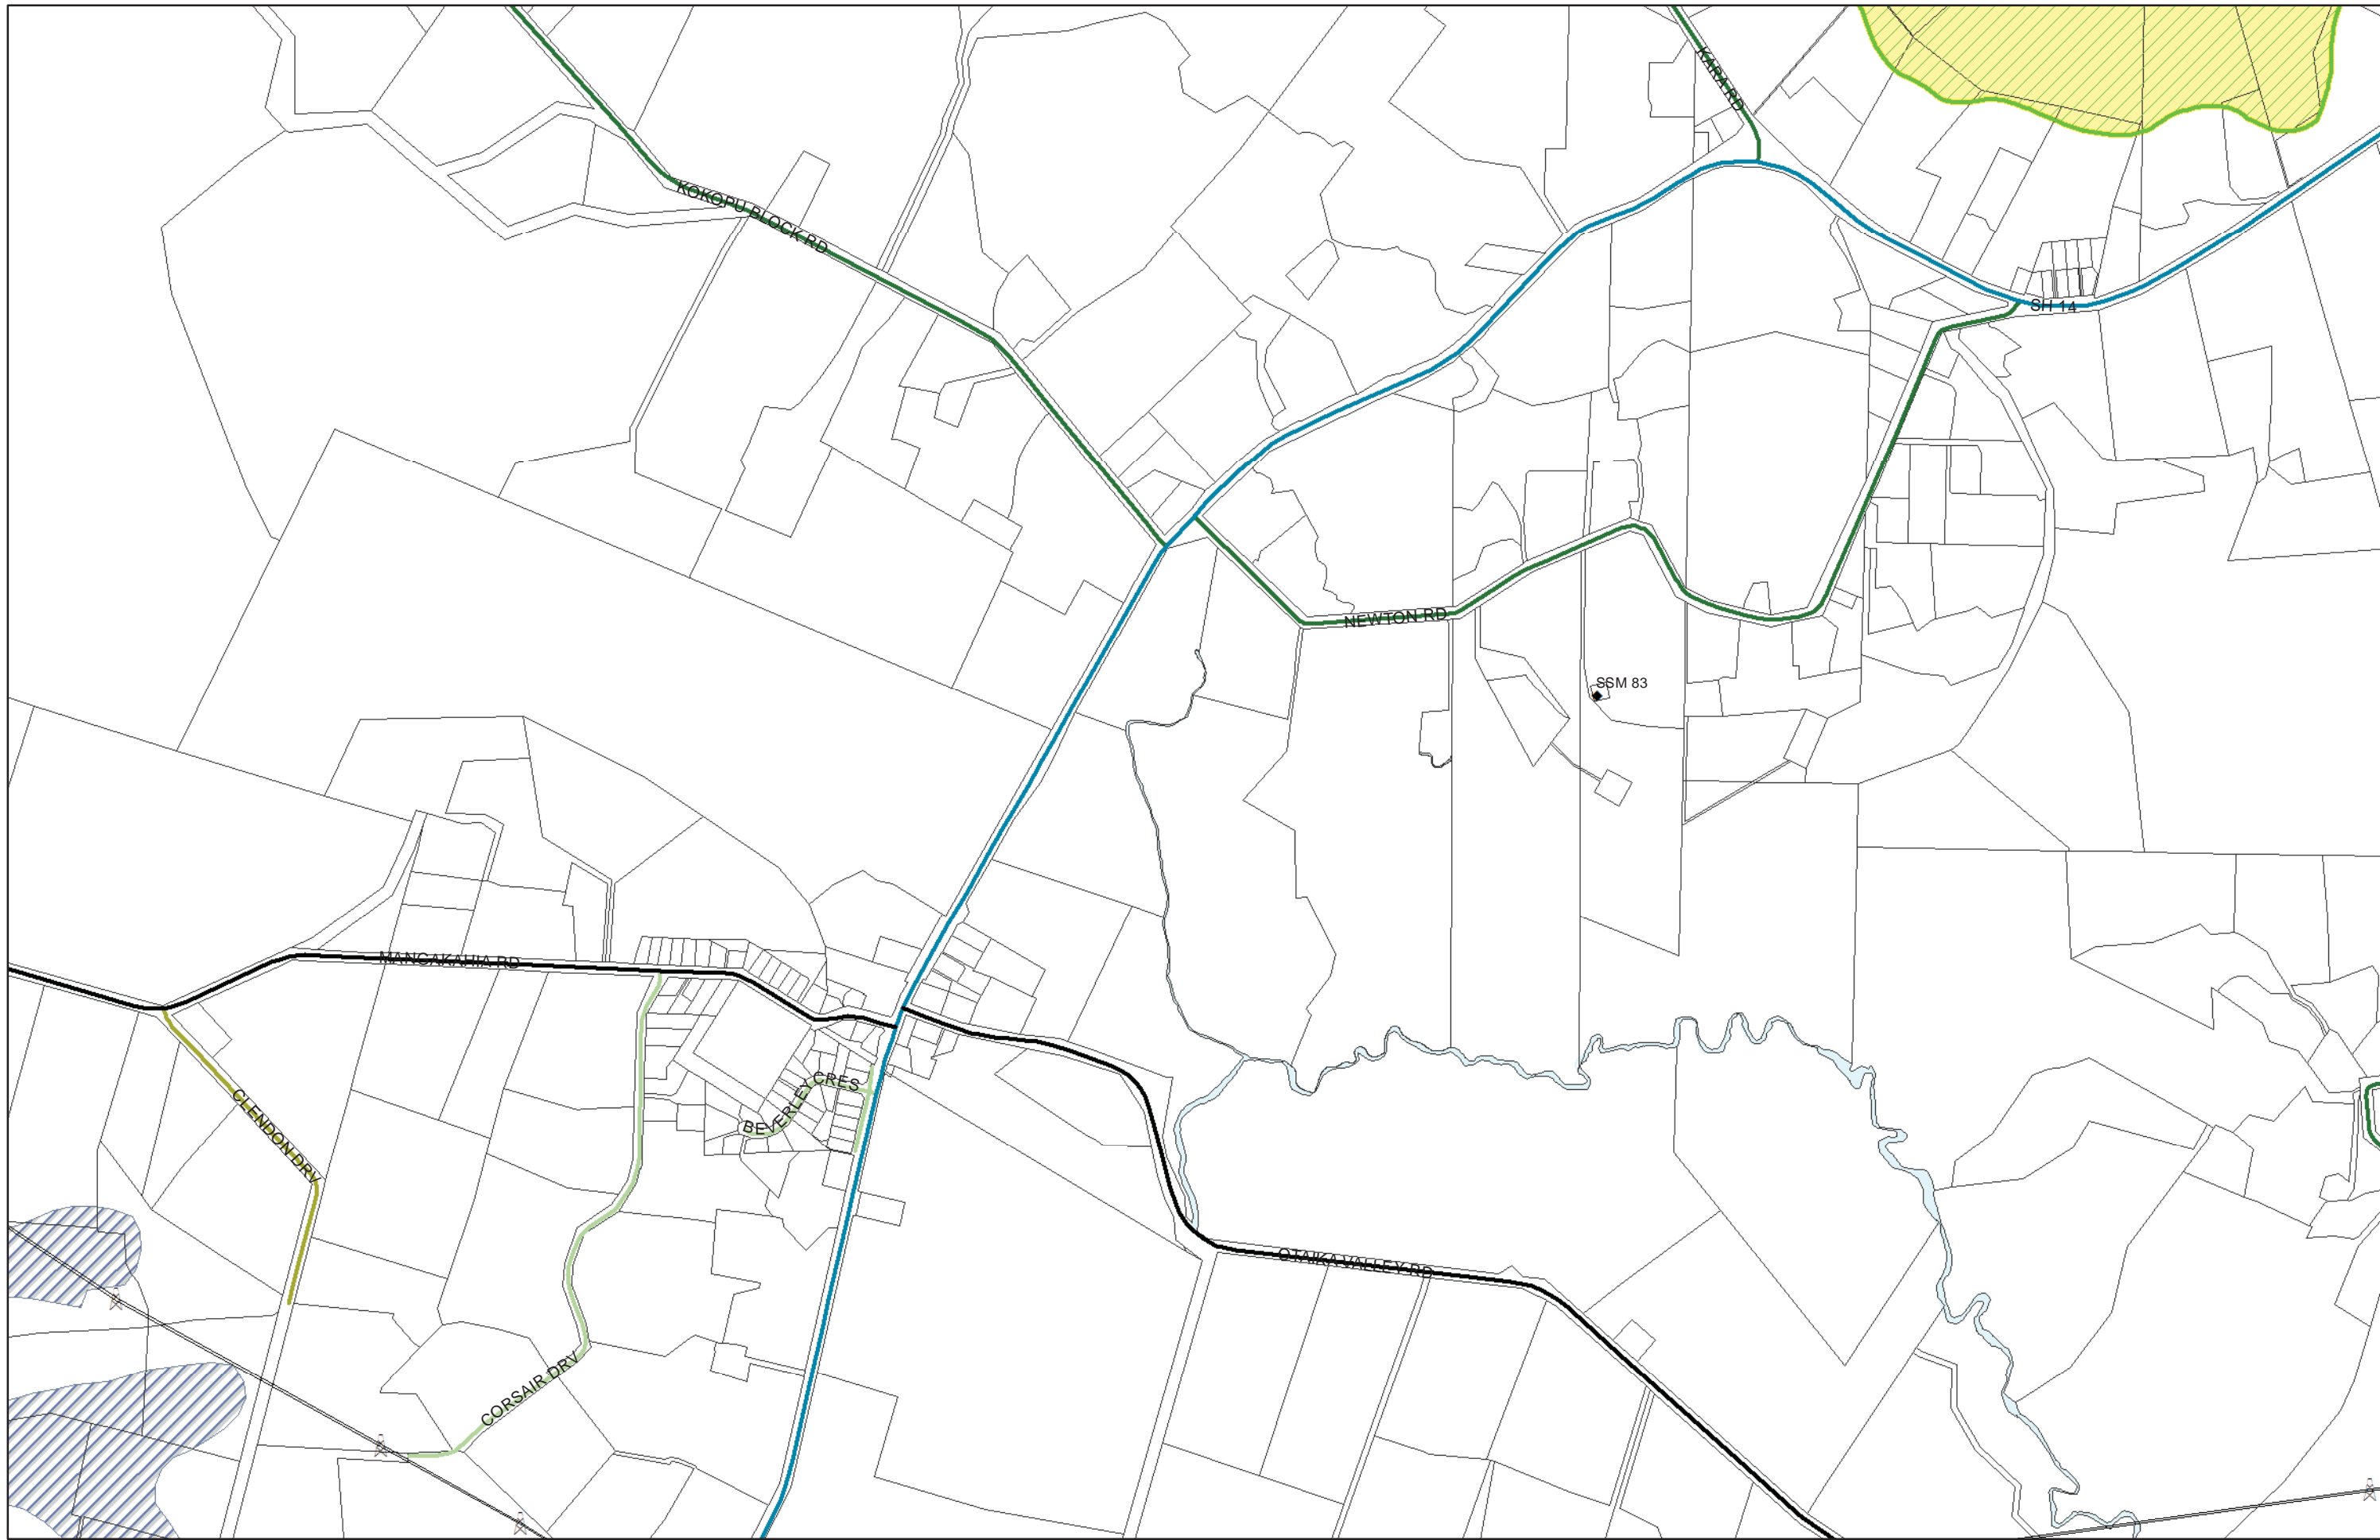 KARA RD
KOKOPU BLOCK RD
SH 14
NEWTON RD
SSM 83
MANGAKAHIA RD
BEVERLEY CRES
CLENDON DRV
OTAIKA VALLEY RD
CORSAIR DRV